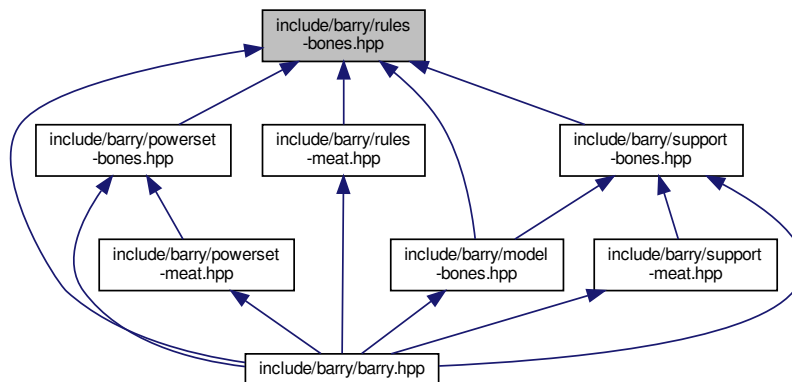 include/barry/rules
-bones.hpp
include/barry/powerset
-bones.hpp
include/barry/rules
-meat.hpp
include/barry/support
-bones.hpp
include/barry/powerset
-meat.hpp
include/barry/model
-bones.hpp
include/barry/support
-meat.hpp
include/barry/barry.hpp